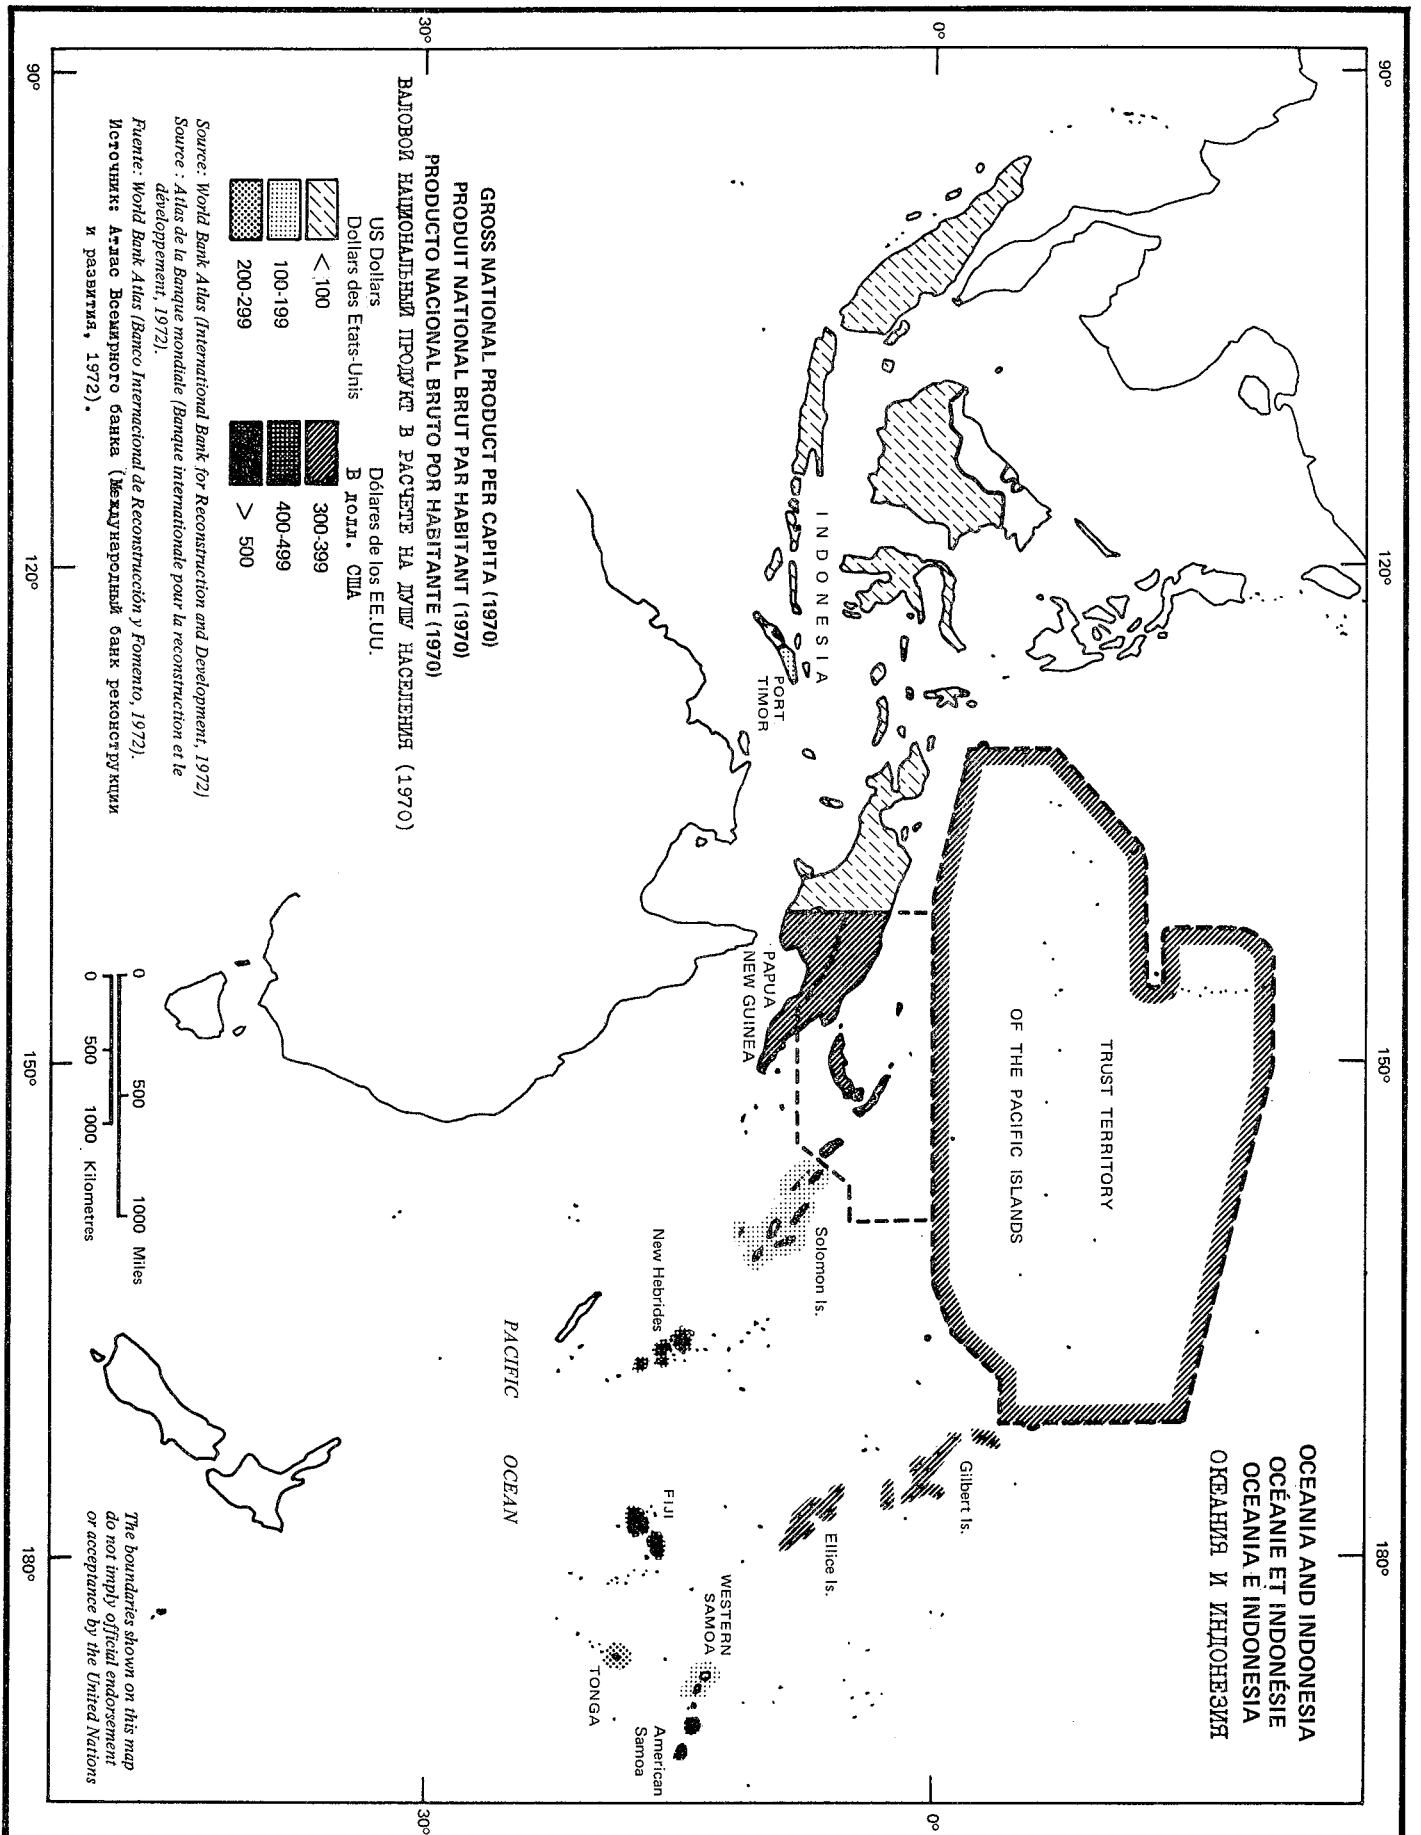 OCEANIA AND INDONESIA
OCÉANIE ET INDONÉSIE
OCEANIA E INDONESIA
ОКЕАНИЯ И ИНДОНЕЗИЯ
90°
120°
150°
180°
0°
30°
0°
30°
90°
120°
150°
180°
TRUST TERRITORY
OF THE PACIFIC ISLANDS
INDONESIA
PORT.
TIMOR
PAPUA
NEW GUINEA
Solomon Is.
New Hebrides
Gilbert Is.
Ellice Is.
FIJI
WESTERN
SAMOA
TONGA
American
Samoa
PACIFIC OCEAN
GROSS NATIONAL PRODUCT PER CAPITA (1970)
PRODUIT NATIONAL BRUT PAR HABITANT (1970)
PRODUCTO NACIONAL BRUTO POR HABITANTE (1970)
ВАЛОВОЙ НАЦИОНАЛЬНЫЙ ПРОДУКТ В РАСЧЕТЕ НА ДУШУ НАСЕЛЕНИЯ (1970)
US Dollars
Dollars des Etats-Unis
Dólares de los EE.UU.
В долл. США
< 100
100-199
200-299
300-399
400-499
> 500
Source: World Bank Atlas (International Bank for Reconstruction and Development, 1972)
Source : Atlas de la Banque mondiale (Banque internationale pour la reconstruction et le
développement, 1972).
Fuente: World Bank Atlas (Banco Internacional de Reconstrucción y Fomento, 1972).
Источник: Атлас Всемирного банка (Международный банк реконструкции
и развития, 1972).
0 500 1000 Miles
0 500 1000 Kilometres
The boundaries shown on this map
do not imply official endorsement
or acceptance by the United Nations